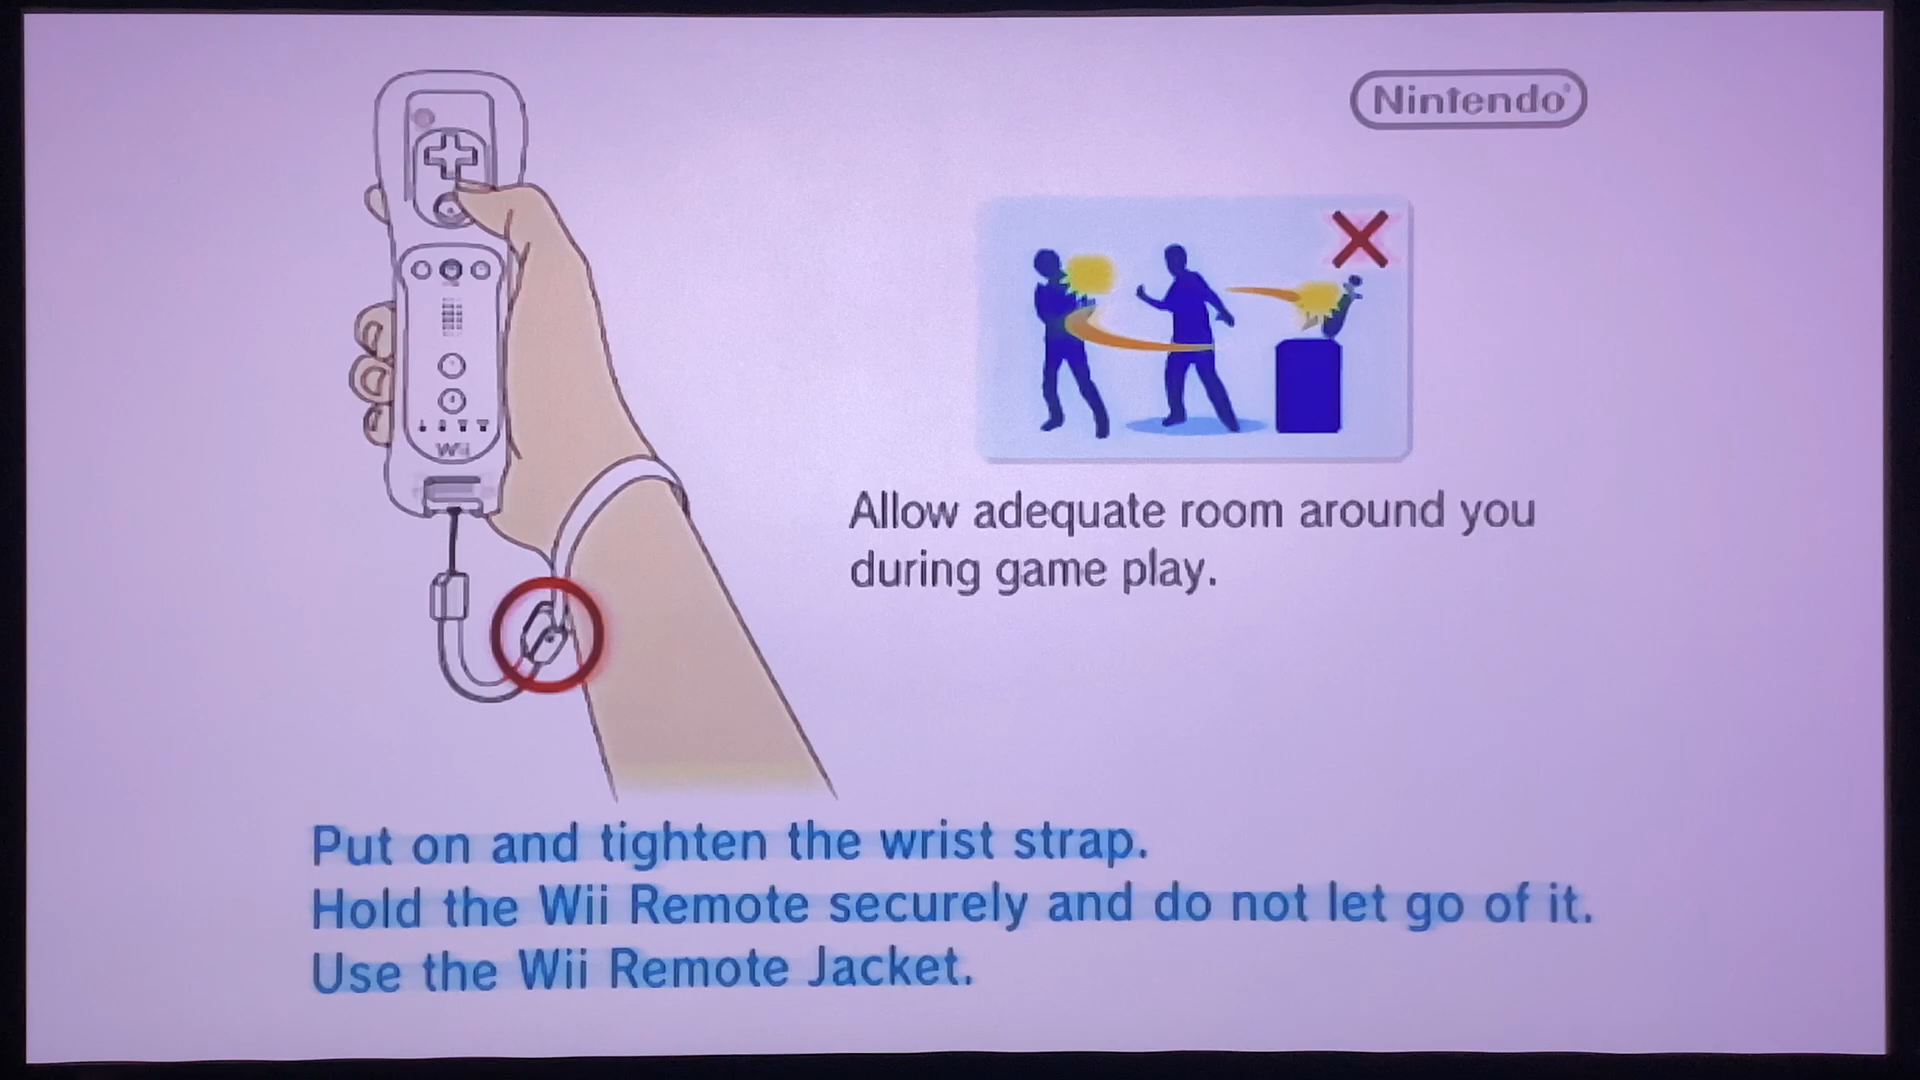 Nintendo
Wii
Allow adequate room around you
during game play.
Put on and tighten the wrist strap.
Hold the Wii Remote securely and do not let go of it.
Use the Wii Remote Jacket.